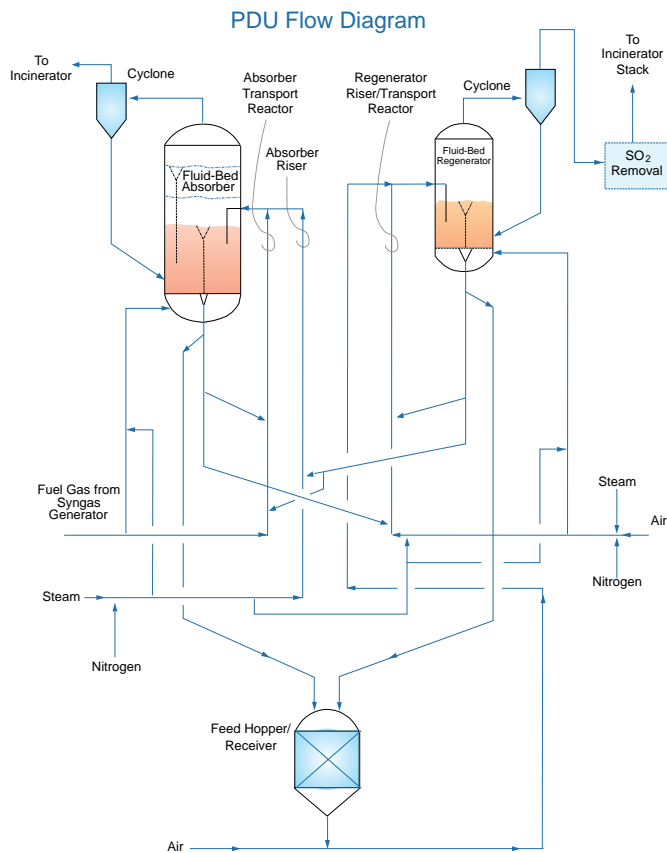 PDU Flow Diagram
To
Incinerator
Cyclone
Absorber
Transport
Reactor
Absorber
Riser
Regenerator
Riser/Transport
Reactor
Cyclone
To
Incinerator
Stack
Fluid-Bed
Absorber
Fluid-Bed
Regenerator
SO2
Removal
Fuel Gas from
Syngas
Generator
Steam
Air
Nitrogen
Steam
Nitrogen
Feed Hopper/
Receiver
Air